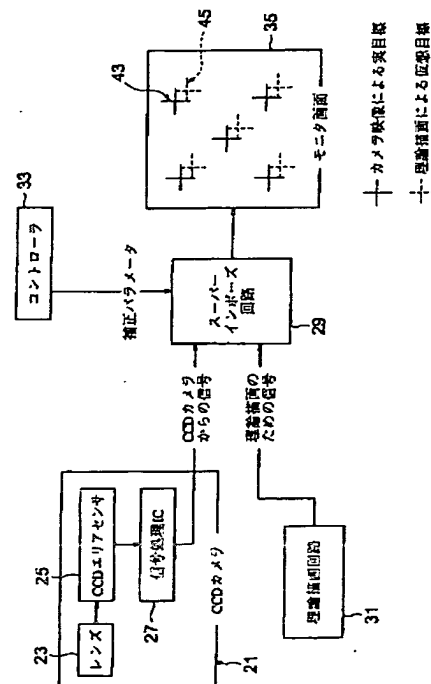 23
レンズ
25
CCDエリアセンサ
27
信号処理IC
21
CCDカメラ
31
理論描画回路
CCDカメラ
からの信号
理論描画の
ための信号
33
コントローラ
補正パラメータ
スーパー
インポーズ
回路
29
43
45
35
モニタ画面
カメラ映像による実目標
理論描画による仮想目標